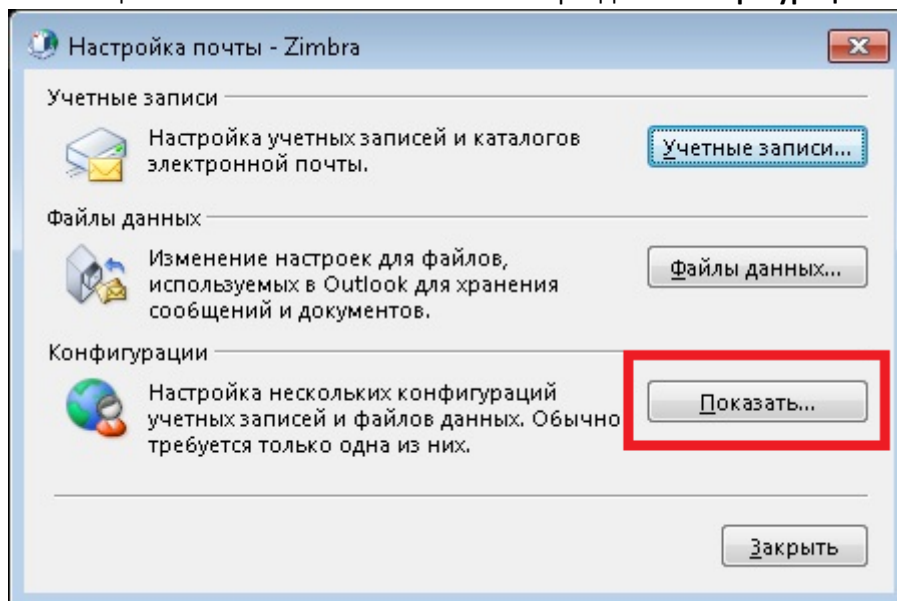 Настройка почты - Zimbra
Учетные записи
Настройка учетных записей и каталогов
электронной почты.
Учетные записи...
Файлы данных
Изменение настроек для файлов,
используемых в Outlook для хранения
сообщений и документов.
Файлы данных...
Конфигурации
Настройка нескольких конфигураций
учетных записей и файлов данных. Обычно
требуется только одна из них.
Показать...
Закрыть